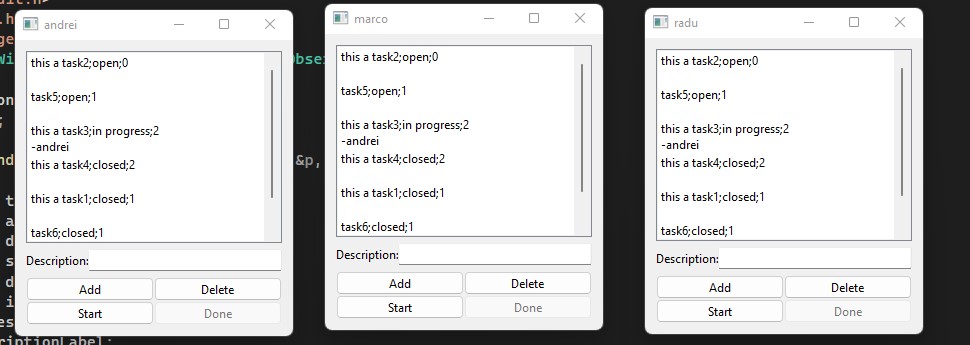 andrei
this a task2;open;0
task5;open;1
this a task3;in progress;2
-andrei
this a task4;closed;2
this a task1;closed;1
task6;closed;1
Description:
Add
Delete
Start
Done
marco
this a task2;open;0
task5;open;1
this a task3;in progress;2
-andrei
this a task4;closed;2
this a task1;closed;1
task6;closed;1
Description:
Add
Delete
Start
Done
radu
this a task2;open;0
task5;open;1
this a task3;in progress;2
-andrei
this a task4;closed;2
this a task1;closed;1
task6;closed;1
Description:
Add
Delete
Start
Done
&p,